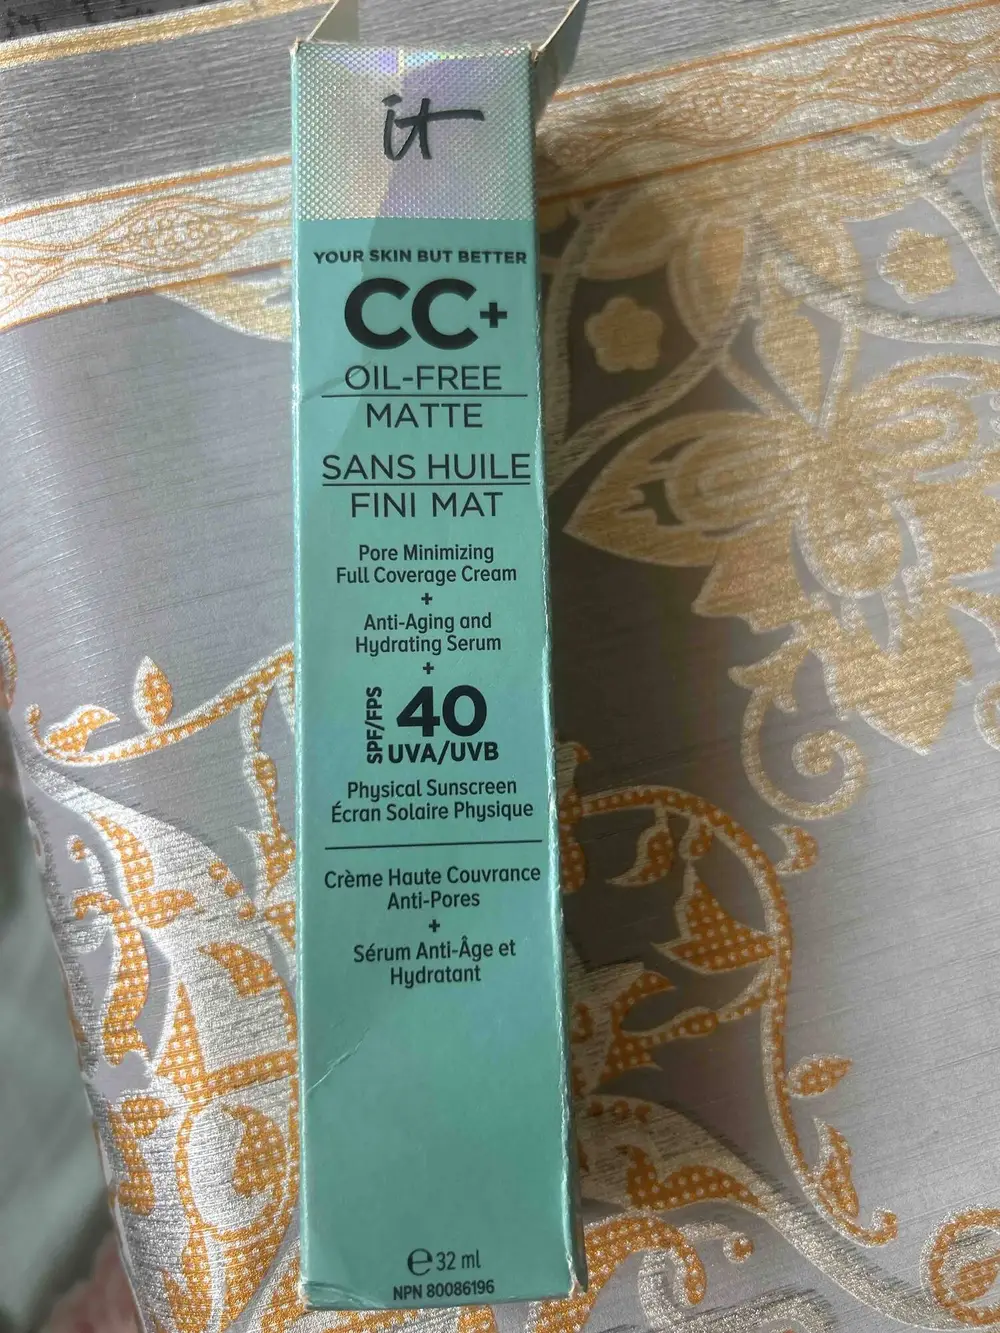 it
YOUR SKIN BUT BETTER
CC+
OIL-FREE
MATTE
SANS HUILE
FINI MAT
Pore Minimizing
Full Coverage Cream
+
Anti-Aging and
Hydrating Serum
+
SPF/FPS 40
UVA/UVB
Physical Sunscreen
Écran Solaire Physique
Crème Haute Couvrance
Anti-Pores
+
Sérum Anti-Âge et
Hydratant
℮ 32 ml
NPN 80086196